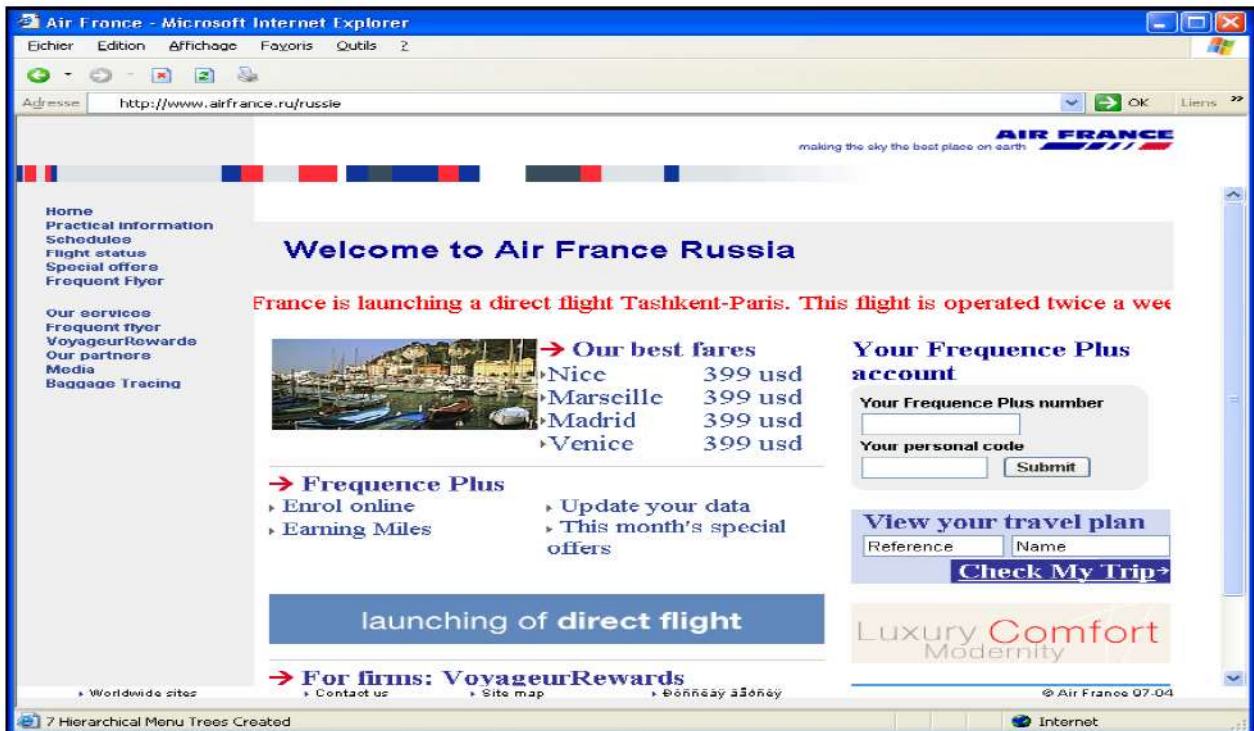 Air France - Microsoft Internet Explorer
Fichier Edition Affichage Favoris Outils ?
Adresse http://www.airfrance.ru/russie OK Liens »
AIR FRANCE
making the sky the best place on earth
Home
Practical information
Schedules
Flight status
Special offers
Frequent Flyer
Our services
Frequent flyer
VoyageurRewards
Our partners
Media
Baggage Tracing
Welcome to Air France Russia
France is launching a direct flight Tashkent-Paris. This flight is operated twice a wee
Our best fares
Nice 399 usd
Marseille 399 usd
Madrid 399 usd
Venice 399 usd
Your Frequence Plus
account
Your Frequence Plus number
Your personal code
Submit
Frequence Plus
Enrol online
Earning Miles
Update your data
This month's special
offers
View your travel plan
Reference Name
Check My Trip
launching of direct flight
Luxury Comfort
Modernity
For firms: VoyageurRewards
Worldwide sites Contact us Site map
© Air France 07-04
7 Hierarchical Menu Trees Created Internet